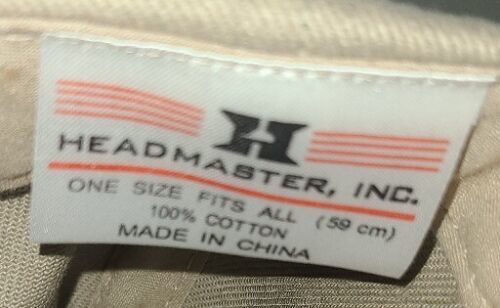 H
HEADMASTER, INC.
ONE SIZE FITS ALL (59 cm)
100% COTTON
MADE IN CHINA